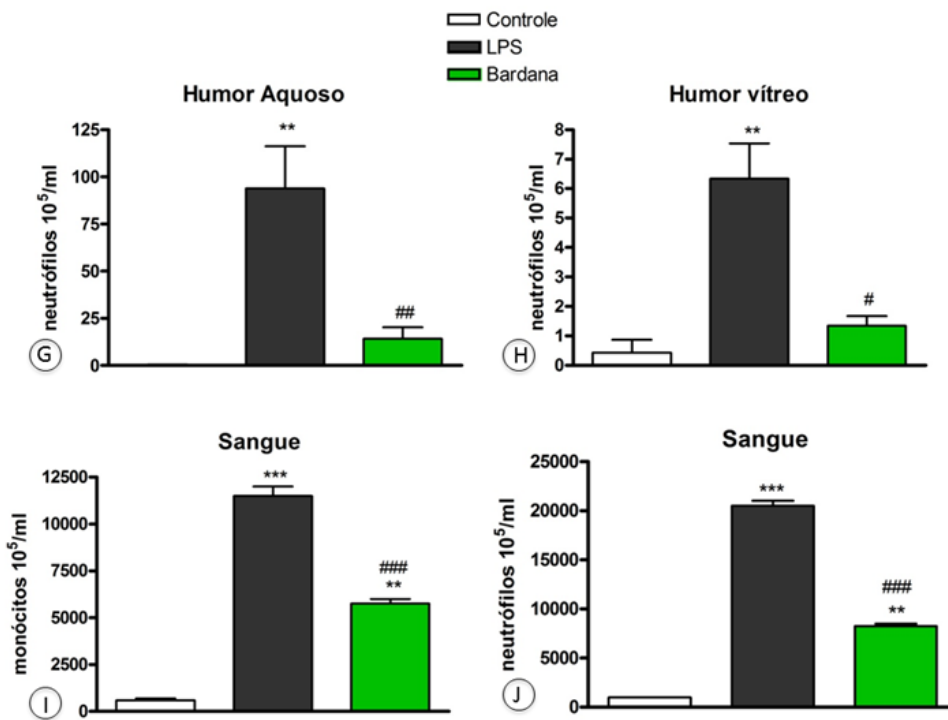 Controle
LPS
Bardana
Humor Aquoso
neutrófilos 10⁵/ml
125
100
75
50
25
0
**
##
G
Humor vítreo
neutrófilos 10⁵/ml
8
7
6
5
4
3
2
1
0
**
#
H
Sangue
monócitos 10⁵/ml
12500
10000
7500
5000
2500
0
***
###
**
I
Sangue
neutrófilos 10⁵/ml
25000
20000
15000
10000
5000
0
***
###
**
J